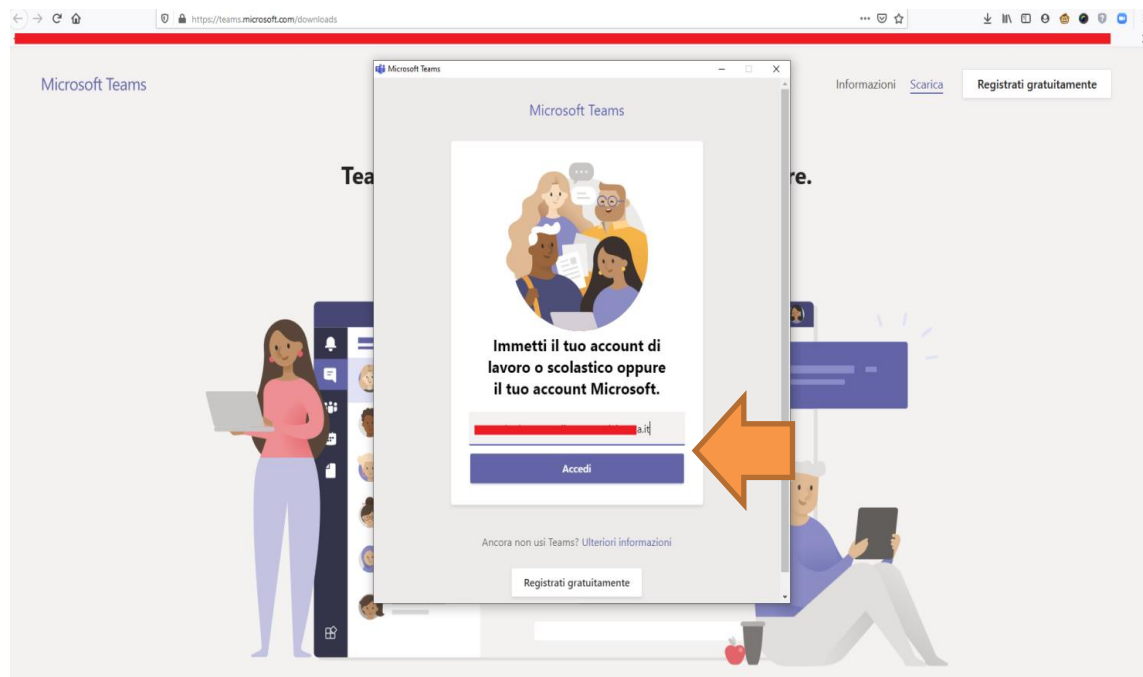 https://teams.microsoft.com/downloads
Microsoft Teams
Informazioni
Scarica
Registrati gratuitamente
Microsoft Teams
Microsoft Teams
Tea
re.
Immetti il tuo account di
lavoro o scolastico oppure
il tuo account Microsoft.
a.it
Accedi
Ancora non usi Teams? Ulteriori informazioni
Registrati gratuitamente